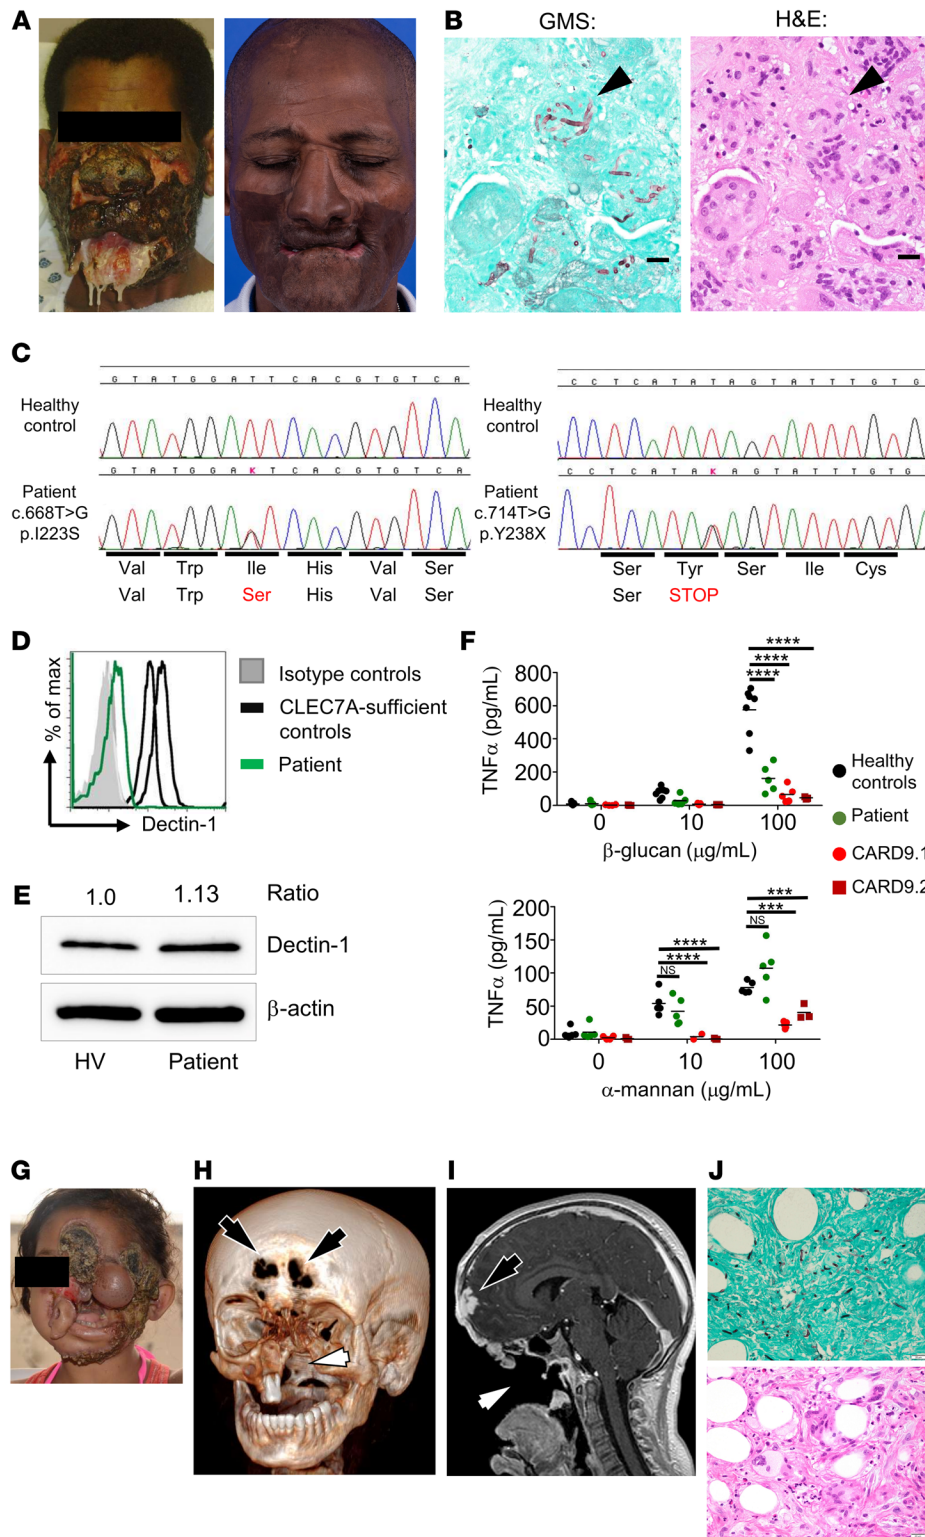 A
B
GMS:
H&E:
C
G T A T G G A T T C A C G T G T C A
Healthy
control
G T A T G G A K T C A C G T G T C A
Patient
c.668T>G
p.I223S
Val Trp Ile His Val Ser
Val Trp Ser His Val Ser
C C T C A T A T A G T A T T T G T G
Healthy
control
C C T C A T A K A G T A T T T G T G
Patient
c.714T>G
p.Y238X
Ser Tyr Ser Ile Cys
Ser STOP
D
% of max
Dectin-1
Isotype controls
CLEC7A-sufficient
controls
Patient
E
1.0 1.13 Ratio
Dectin-1
β-actin
HV Patient
F
TNFα (pg/mL)
800
600
400
200
0
****
****
****
0 10 100
β-glucan (μg/mL)
Healthy
controls
Patient
CARD9.1
CARD9.2
TNFα (pg/mL)
200
150
100
50
0
****
****
NS
***
***
NS
0 10 100
α-mannan (μg/mL)
G
H
I
J